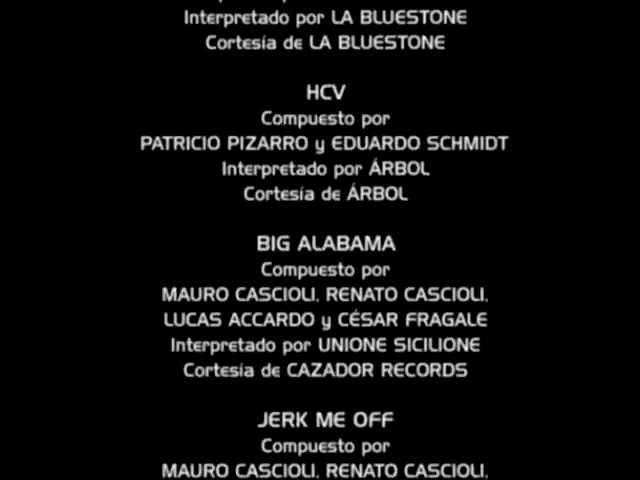 Interpretado por LA BLUESTONE
Cortesía de LA BLUESTONE
HCV
Compuesto por
PATRICIO PIZARRO y EDUARDO SCHMIDT
Interpretado por ÁRBOL
Cortesía de ÁRBOL
BIG ALABAMA
Compuesto por
MAURO CASCIOLI, RENATO CASCIOLI,
LUCAS ACCARDO y CÉSAR FRAGALE
Interpretado por UNIONE SICILIONE
Cortesía de CAZADOR RECORDS
JERK ME OFF
Compuesto por
MAURO CASCIOLI, RENATO CASCIOLI,